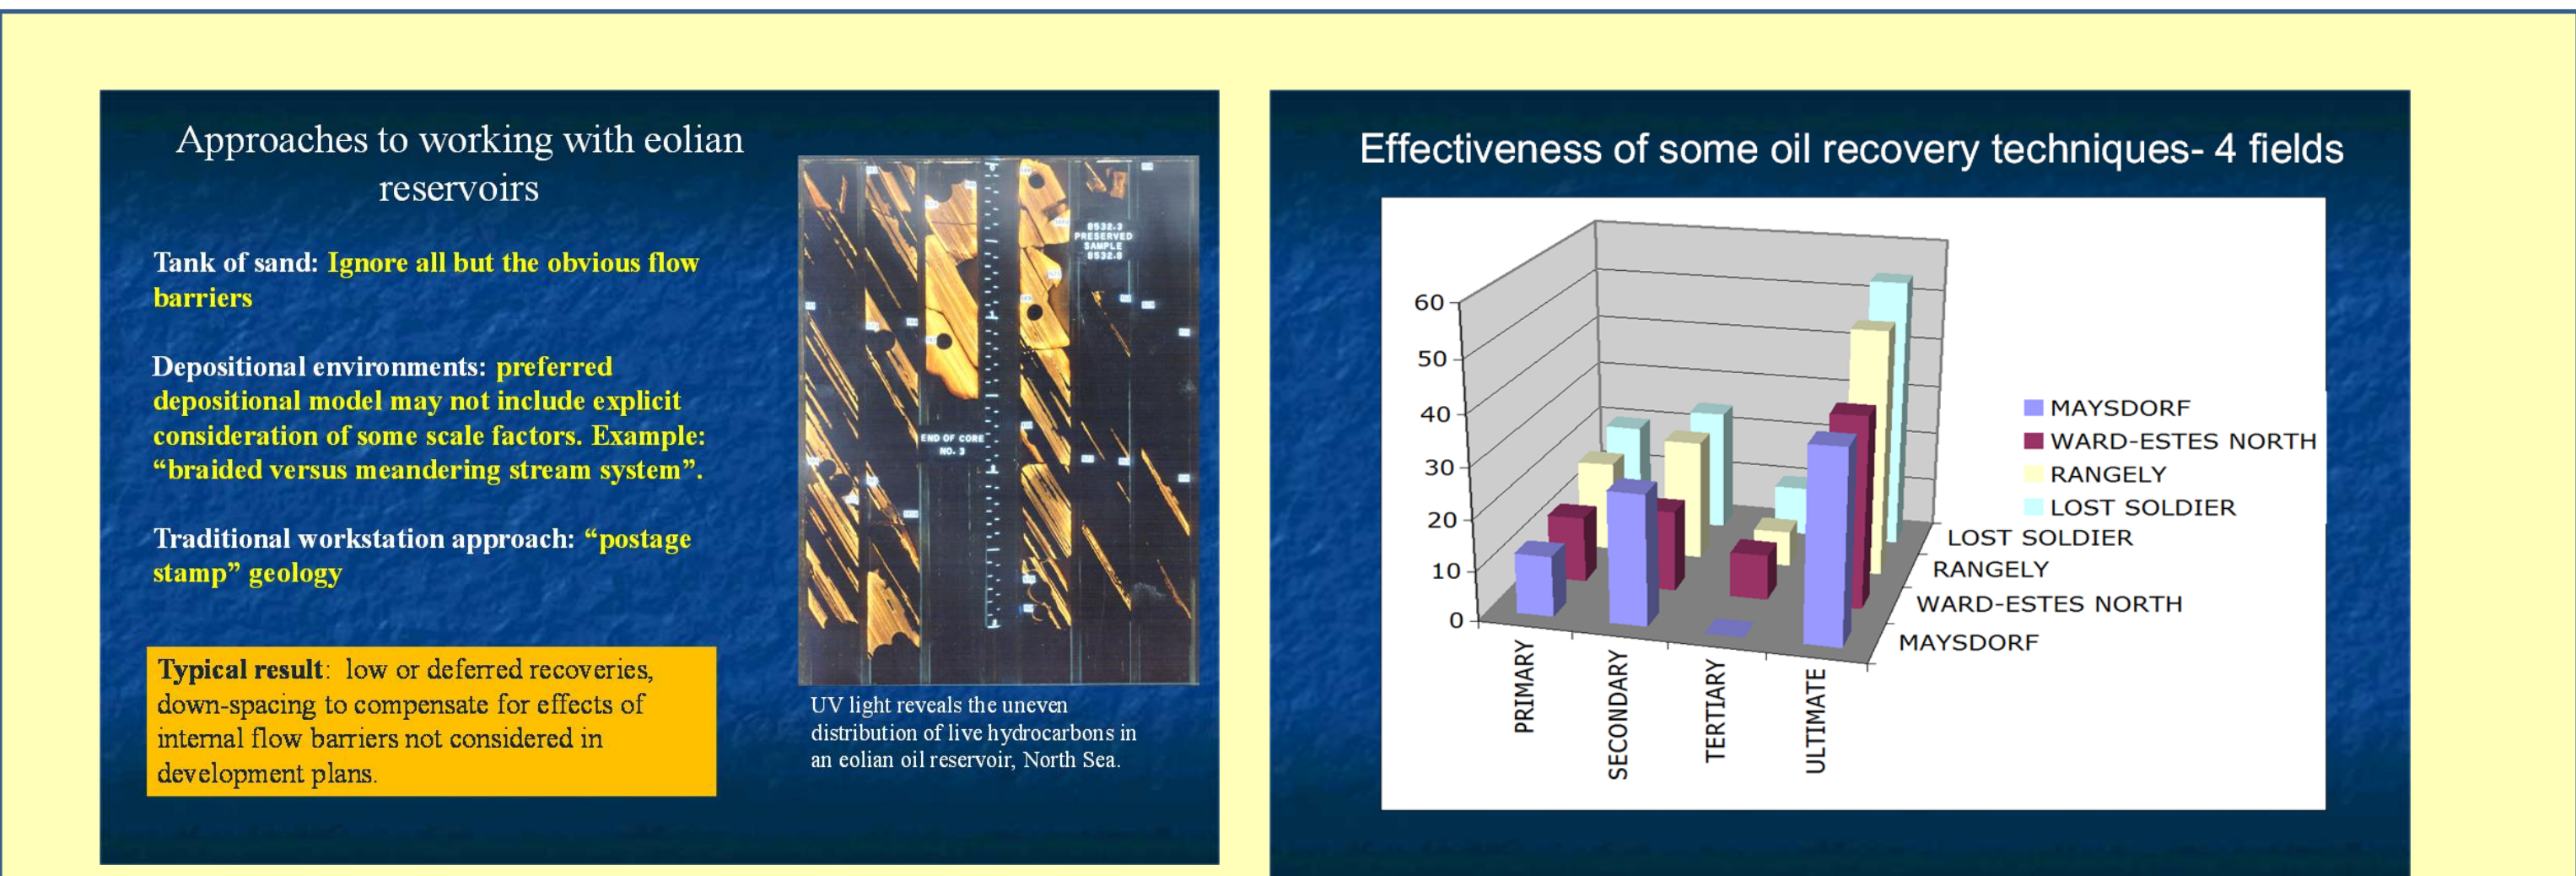 Approaches to working with eolian
reservoirs
Tank of sand: Ignore all but the obvious flow
barriers
Depositional environments: preferred
depositional model may not include explicit
consideration of some scale factors. Example:
“braided versus meandering stream system”.
Traditional workstation approach: “postage
stamp” geology
Typical result: low or deferred recoveries,
down-spacing to compensate for effects of
internal flow barriers not considered in
development plans.
8532.3
PRESERVED
SAMPLE
8532.8
END OF CORE
NO. 3
UV light reveals the uneven
distribution of live hydrocarbons in
an eolian oil reservoir, North Sea.
Effectiveness of some oil recovery techniques- 4 fields
60
50
40
30
20
10
0
PRIMARY
SECONDARY
TERTIARY
ULTIMATE
LOST SOLDIER
RANGELY
WARD-ESTES NORTH
MAYSDORF
MAYSDORF
WARD-ESTES NORTH
RANGELY
LOST SOLDIER